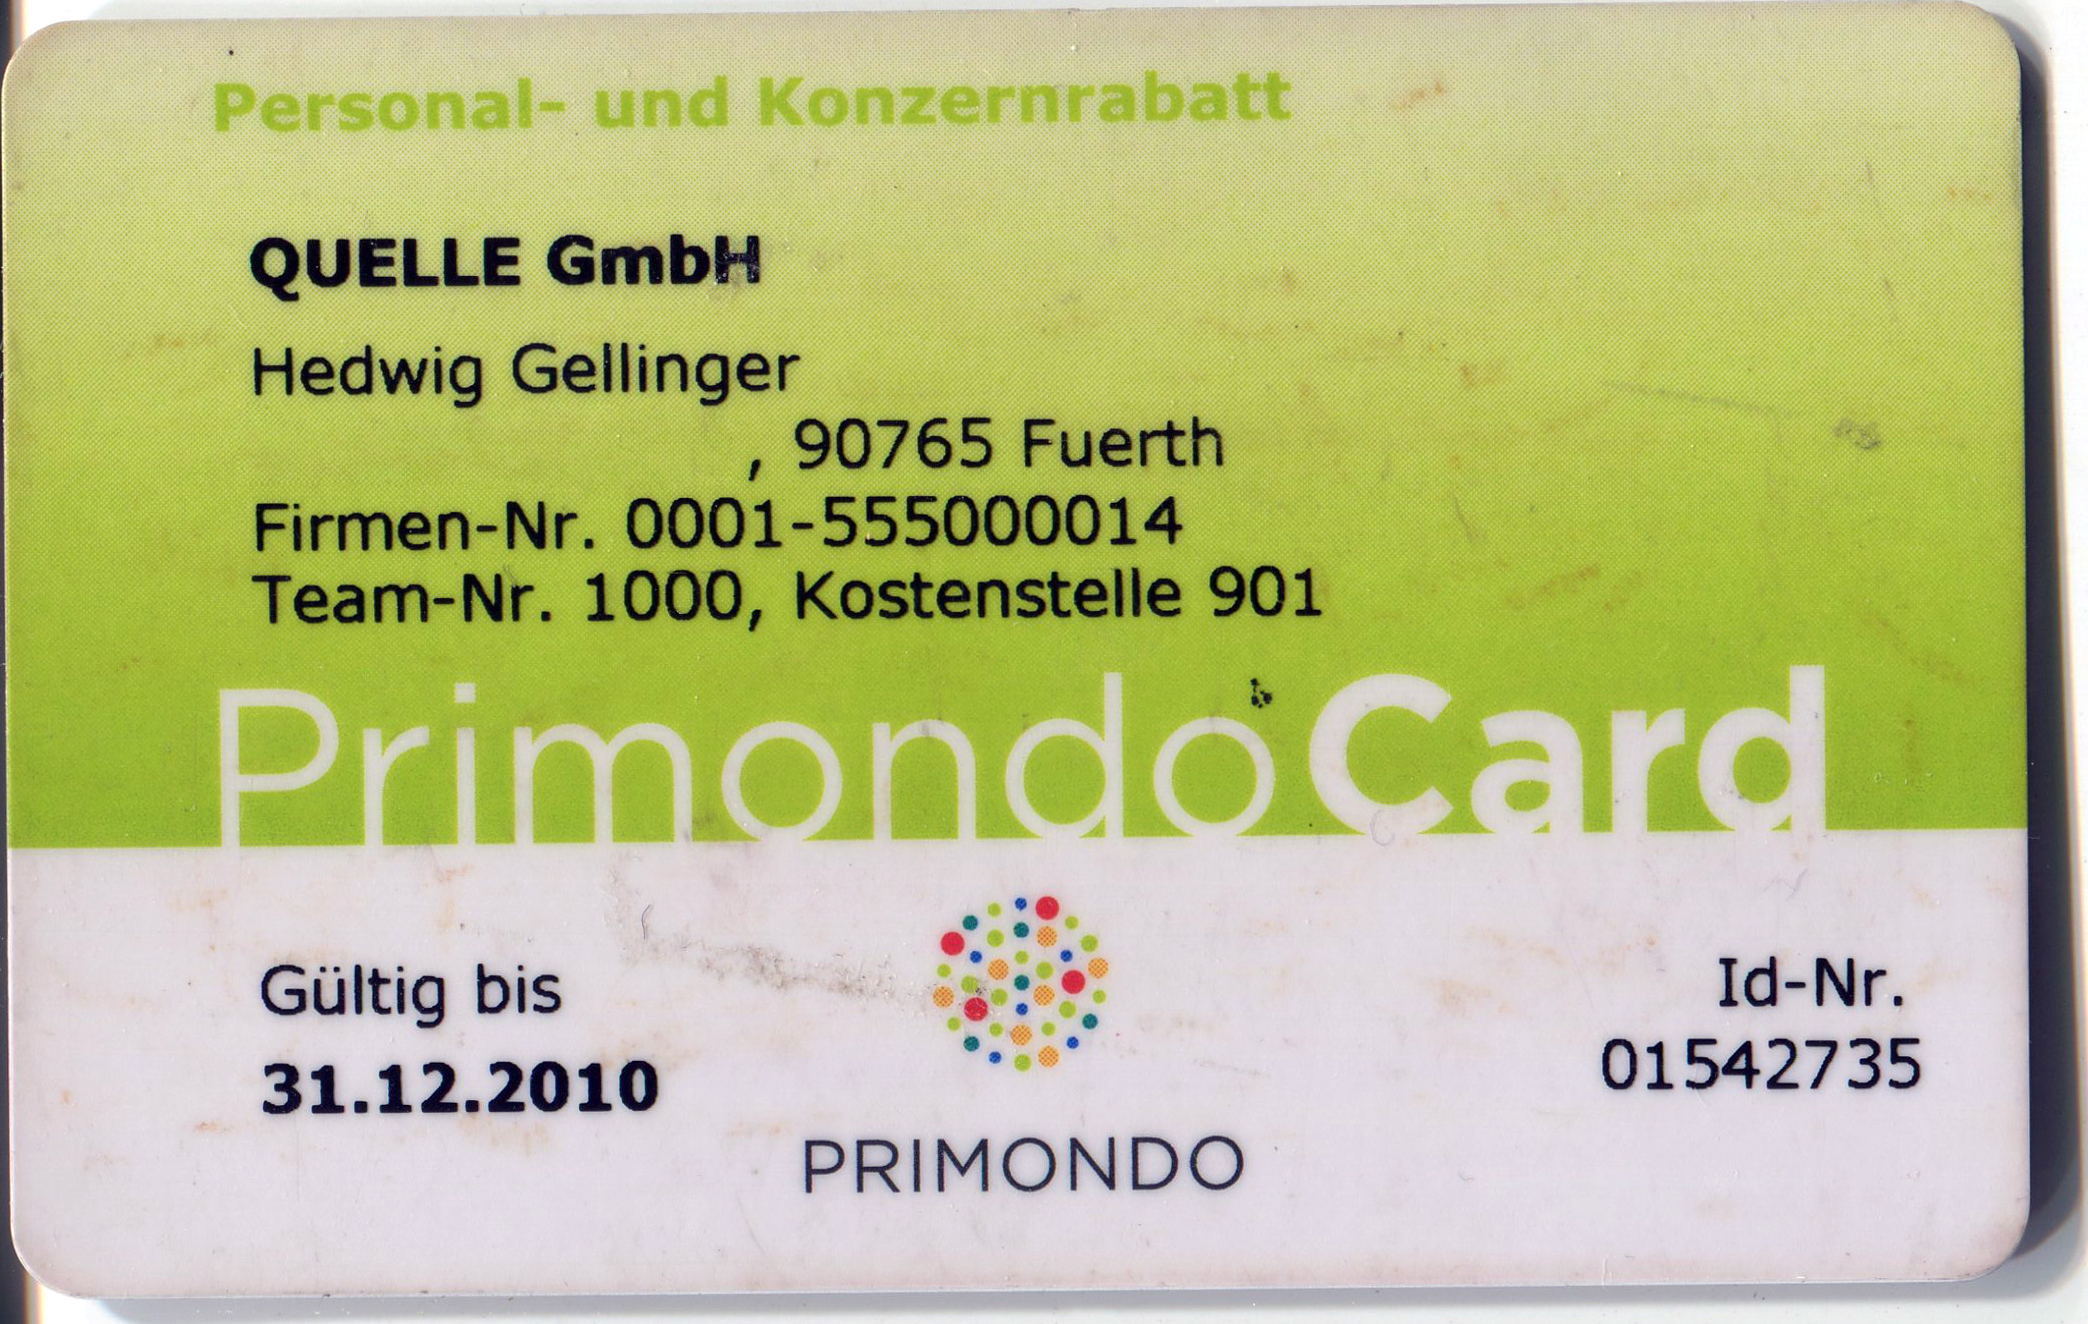 Personal- und Konzernrabatt
QUELLE GmbH
Hedwig Gellinger
, 90765 Fuerth
Firmen-Nr. 0001-555000014
Team-Nr. 1000, Kostenstelle 901
PrimondoCard
Gültig bis
31.12.2010
PRIMONDO
Id-Nr.
01542735